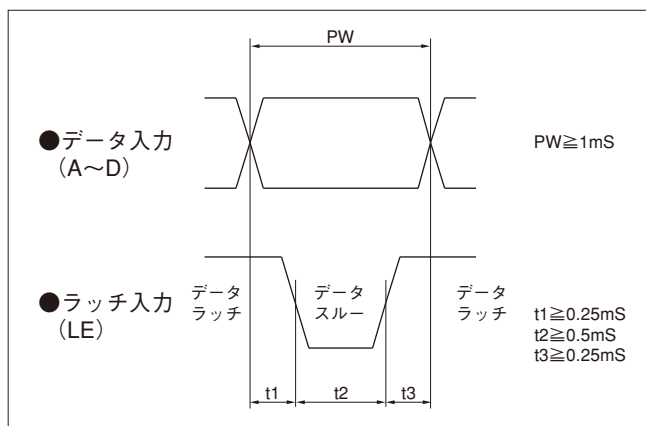 PW
●データ入力
（A～D）
PW≧1mS
●ラッチ入力
（LE）
データ
ラッチ
データ
スルー
データ
ラッチ
t1≧0.25mS
t2≧0.5mS
t3≧0.25mS
t1
t2
t3